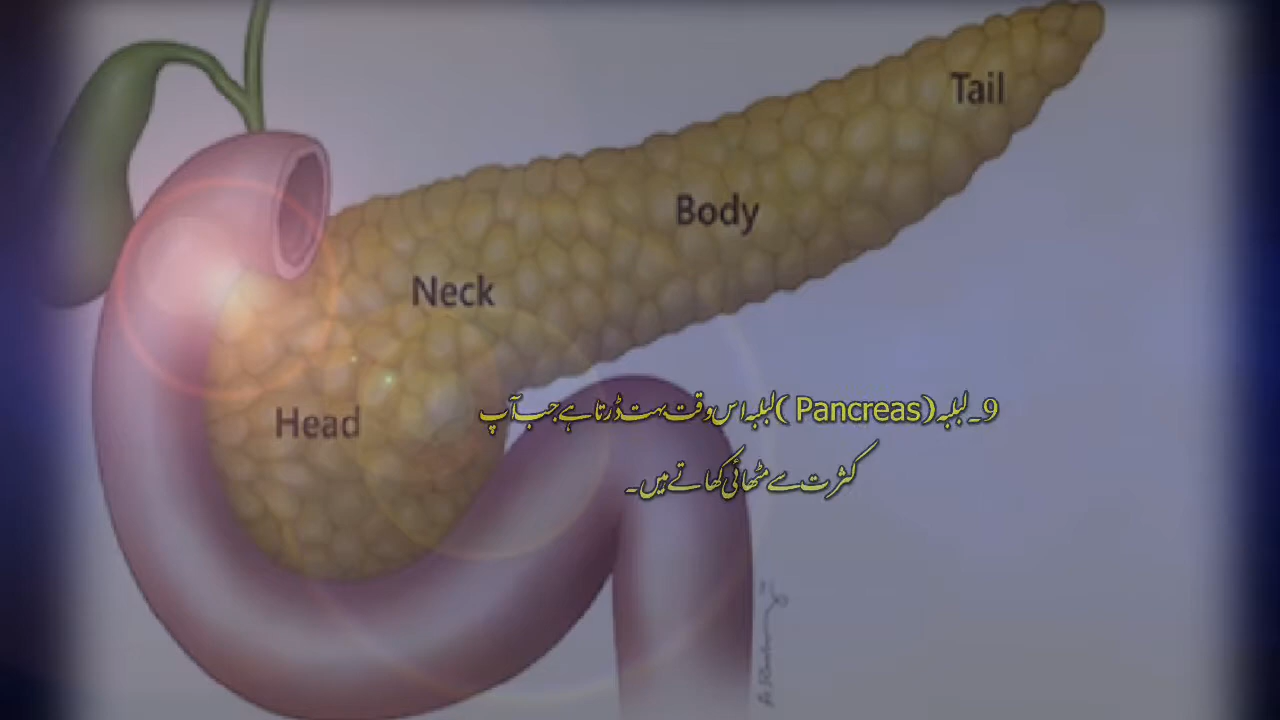 Tail
Body
Neck
Head
9۔ لبلبہ (Pancreas) لبلبہ اس وقت بہت ڈرتا ہے جب آپ
کثرت سے مٹھائی کھاتے ہیں۔